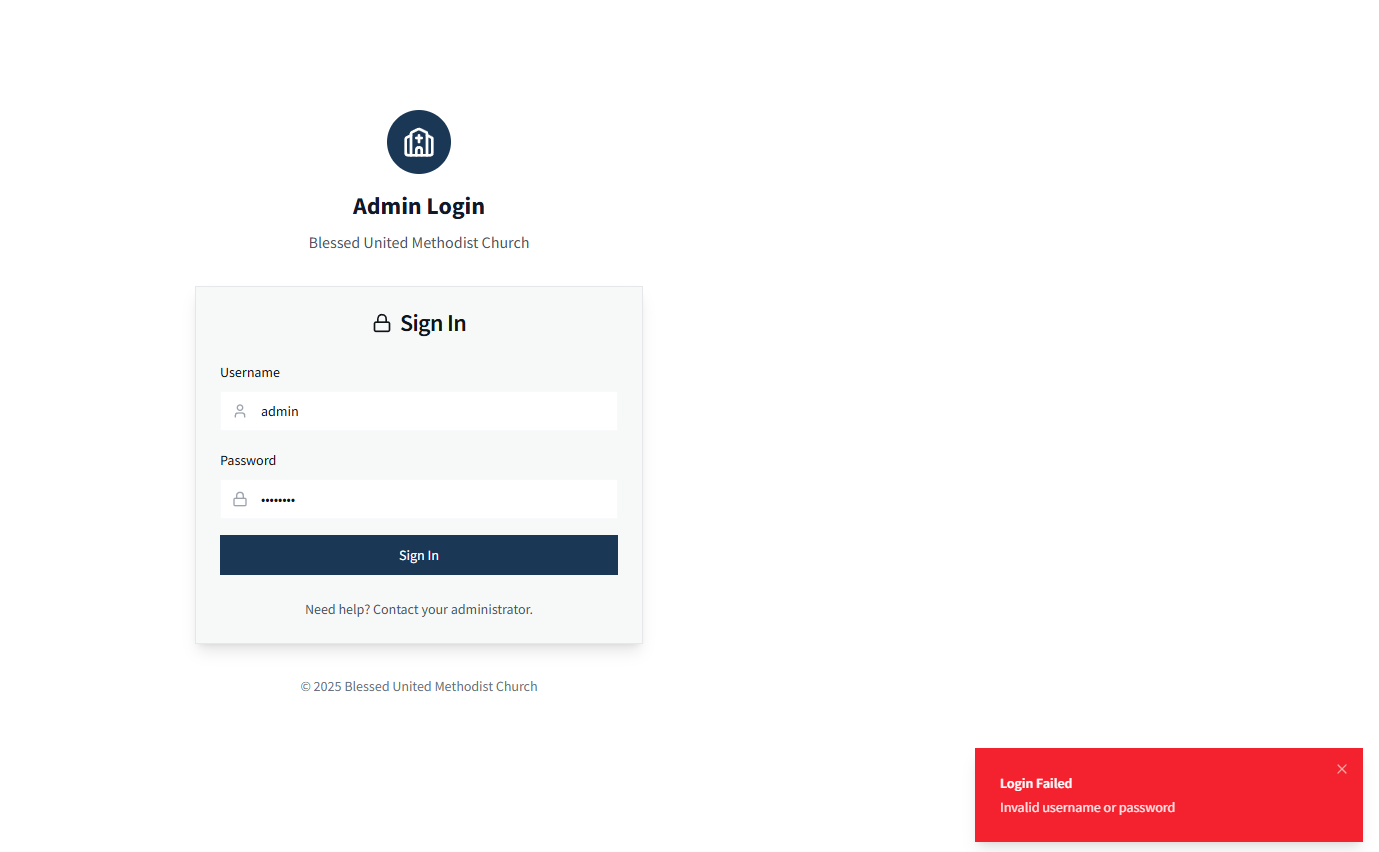 Admin Login
Blessed United Methodist Church
Sign In
Username
admin
Password
••••••••
Sign In
Need help? Contact your administrator.
© 2025 Blessed United Methodist Church
Login Failed
Invalid username or password